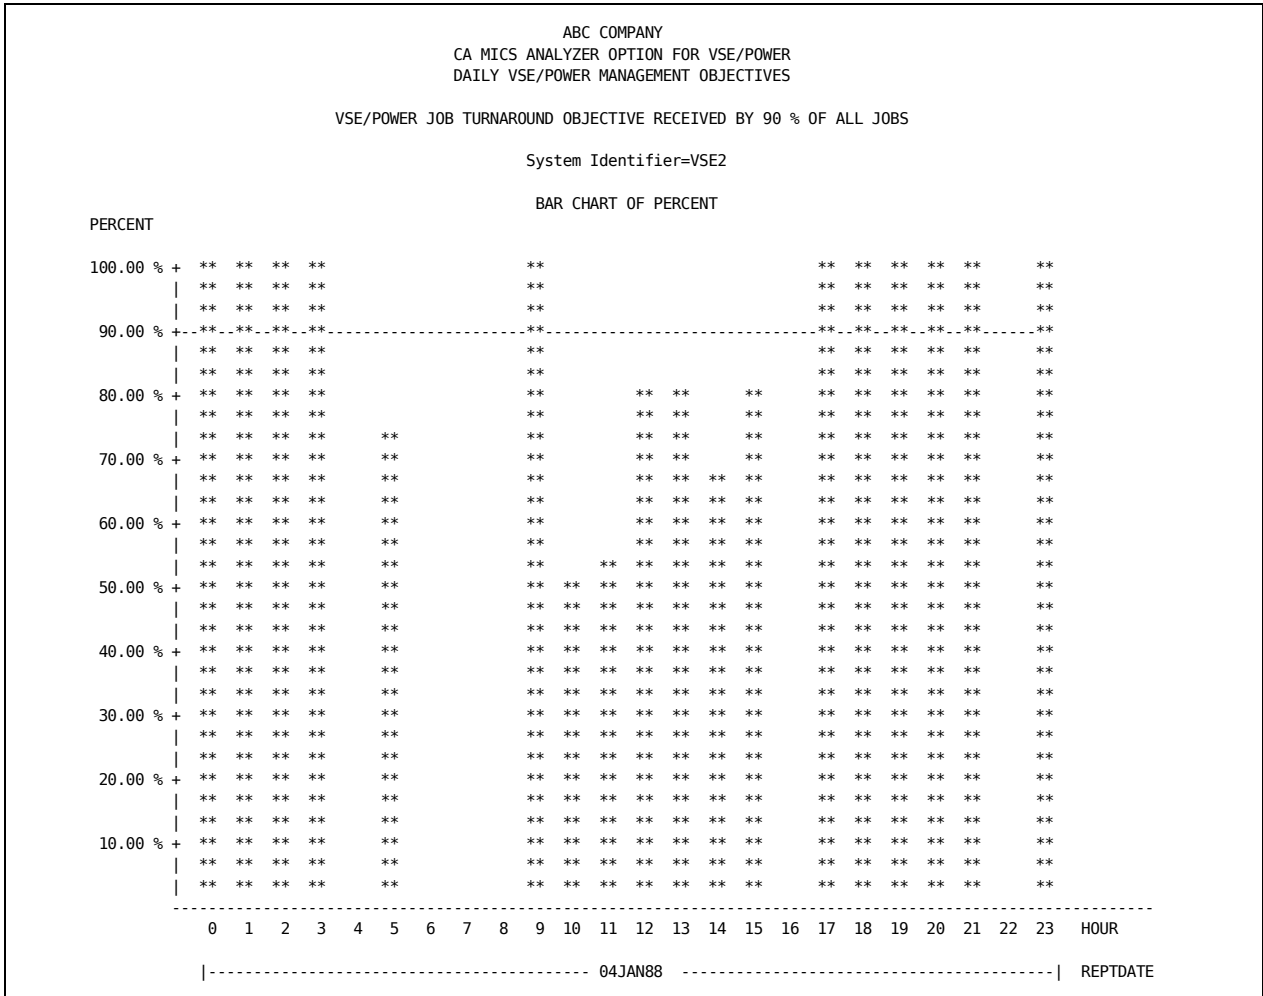 ABC COMPANY
CA MICS ANALYZER OPTION FOR VSE/POWER
DAILY VSE/POWER MANAGEMENT OBJECTIVES
VSE/POWER JOB TURNAROUND OBJECTIVE RECEIVED BY 90 % OF ALL JOBS
System Identifier=VSE2
BAR CHART OF PERCENT
PERCENT
100.00 % + ** ** ** ** ** ** ** ** ** ** **
| ** ** ** ** ** ** ** ** ** ** **
| ** ** ** ** ** ** ** ** ** ** **
90.00 % +--**--**--**--**----------------------**------------------------------**--**--**--**--**------**
| ** ** ** ** ** ** ** ** ** ** **
| ** ** ** ** ** ** ** ** ** ** **
80.00 % + ** ** ** ** ** ** ** ** ** ** ** ** ** **
| ** ** ** ** ** ** ** ** ** ** ** ** ** **
| ** ** ** ** ** ** ** ** ** ** ** ** ** ** **
70.00 % + ** ** ** ** ** ** ** ** ** ** ** ** ** ** **
| ** ** ** ** ** ** ** ** ** ** ** ** ** ** ** **
| ** ** ** ** ** ** ** ** ** ** ** ** ** ** ** **
60.00 % + ** ** ** ** ** ** ** ** ** ** ** ** ** ** ** **
| ** ** ** ** ** ** ** ** ** ** ** ** ** ** ** **
| ** ** ** ** ** ** ** ** ** ** ** ** ** ** ** ** **
50.00 % + ** ** ** ** ** ** ** ** ** ** ** ** ** ** ** ** ** **
| ** ** ** ** ** ** ** ** ** ** ** ** ** ** ** ** ** **
| ** ** ** ** ** ** ** ** ** ** ** ** ** ** ** ** ** **
40.00 % + ** ** ** ** ** ** ** ** ** ** ** ** ** ** ** ** ** **
| ** ** ** ** ** ** ** ** ** ** ** ** ** ** ** ** ** **
| ** ** ** ** ** ** ** ** ** ** ** ** ** ** ** ** ** **
30.00 % + ** ** ** ** ** ** ** ** ** ** ** ** ** ** ** ** ** **
| ** ** ** ** ** ** ** ** ** ** ** ** ** ** ** ** ** **
| ** ** ** ** ** ** ** ** ** ** ** ** ** ** ** ** ** **
20.00 % + ** ** ** ** ** ** ** ** ** ** ** ** ** ** ** ** ** **
| ** ** ** ** ** ** ** ** ** ** ** ** ** ** ** ** ** **
| ** ** ** ** ** ** ** ** ** ** ** ** ** ** ** ** ** **
10.00 % + ** ** ** ** ** ** ** ** ** ** ** ** ** ** ** ** ** **
| ** ** ** ** ** ** ** ** ** ** ** ** ** ** ** ** ** **
| ** ** ** ** ** ** ** ** ** ** ** ** ** ** ** ** ** **
------------------------------------------------------------------------------------------------------------
0 1 2 3 4 5 6 7 8 9 10 11 12 13 14 15 16 17 18 19 20 21 22 23 HOUR
|------------------------------------------ 04JAN88 -----------------------------------------| REPTDATE